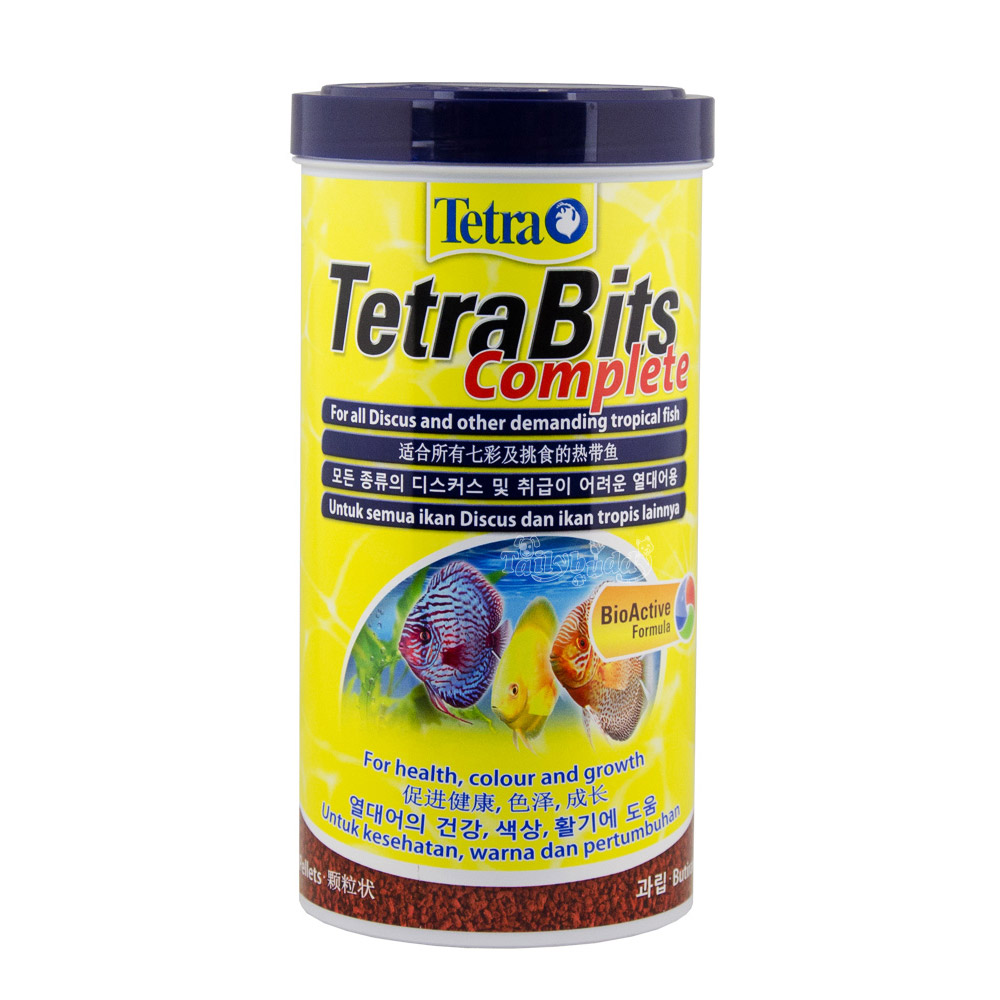 Tetra
TetraBits
Complete
For all Discus and other demanding tropical fish
适合所有七彩及挑食的热带鱼
모든 종류의 디스커스 및 취급이 어려운 열대어용
Untuk semua ikan Discus dan ikan tropis lainnya
Tailybuddy
BioActive
Formula
For health, colour and growth
促进健康, 色泽, 成长
열대어의 건강, 색상, 활기에 도움
Untuk kesehatan, warna dan pertumbuhan
ellets · 颗粒状
과립 · Buti